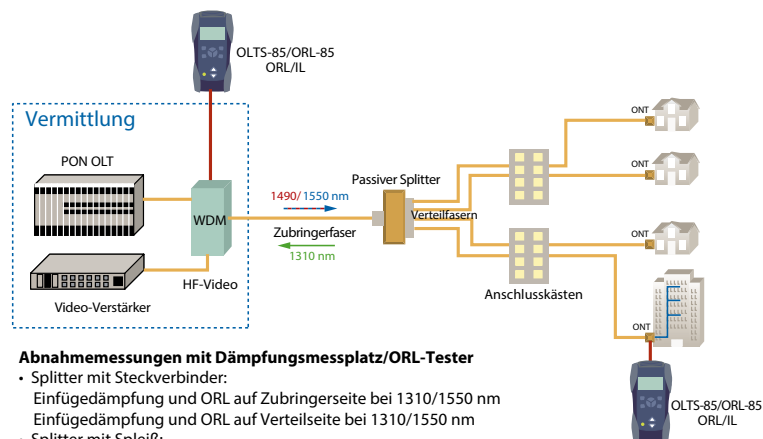 OLTS-85/ORL-85
ORL/IL
Vermittlung
PON OLT
WDM
HF-Video
Video-Verstärker
1490/1550 nm
Zubringerfaser
1310 nm
Passiver Splitter
Verteilfasern
Anschlusskästen
ONT
ONT
ONT
ONT
OLTS-85/ORL-85
ORL/IL
Abnahmemessungen mit Dämpfungsmessplatz/ORL-Tester
• Splitter mit Steckverbinder:
Einfügedämpfung und ORL auf Zubringerseite bei 1310/1550 nm
Einfügedämpfung und ORL auf Verteilseite bei 1310/1550 nm
• Splitter mit Spleiß: